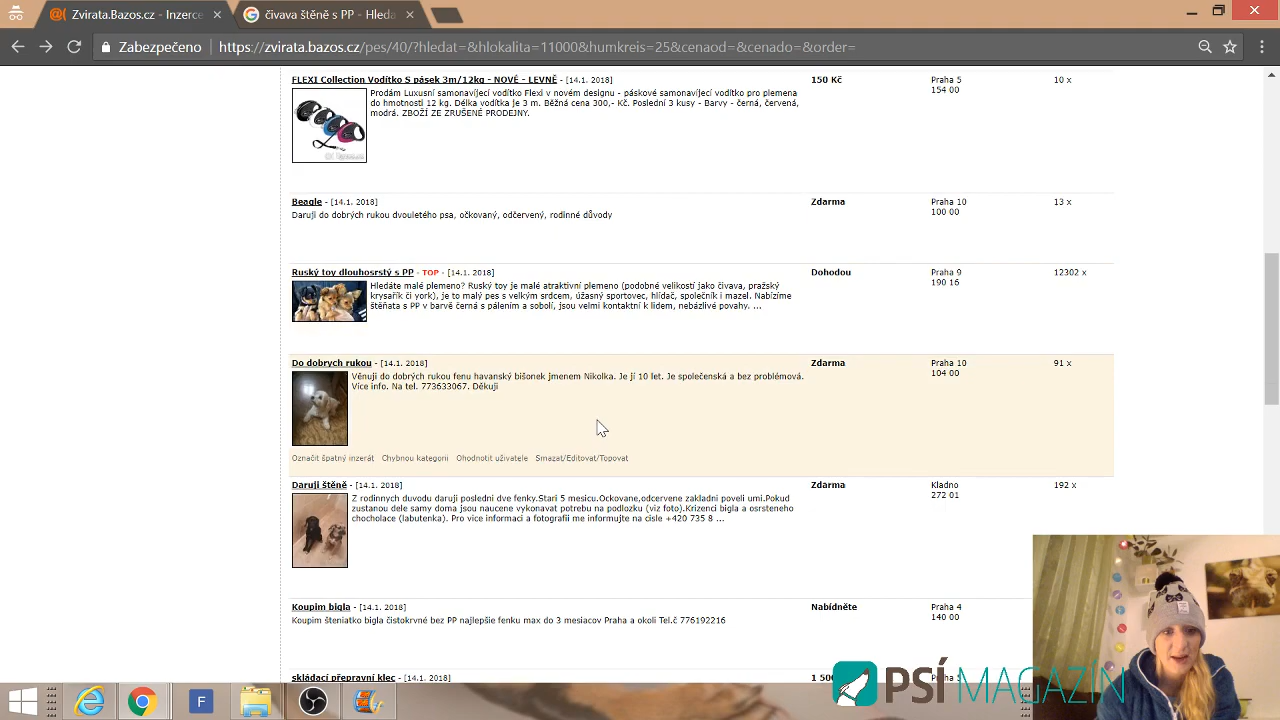 Zvirata.Bazos.cz - Inzerce
čivava štěně s PP - Hleda
Zabezpečeno https://zvirata.bazos.cz/pes/40/?hledat=&hlokalita=11000&humkreis=25&cenaod=&cenado=&order=
FLEXI Collection Vodítko S pásek 3m/12kg - NOVÉ - LEVNĚ - [14.1. 2018] 150 Kč Praha 5 10 x
154 00
Prodám Luxusní samonavíjecí vodítko Flexi v novém designu - páskové samonavíjecí vodítko pro plemena
do hmotnosti 12 kg. Délka vodítka je 3 m. Běžná cena 300,- Kč. Poslední 3 kusy - Barvy - černá, červená,
modrá. ZBOŽÍ ZE ZRUŠENÉ PRODEJNY.
Beagle - [14.1. 2018] Zdarma Praha 10 13 x
100 00
Daruji do dobrých rukou dvouletého psa, očkovaný, odčervený, rodinné důvody
Ruský toy dlouhosrstý s PP - TOP - [14.1. 2018] Dohodou Praha 9 12302 x
190 16
Hledáte malé plemeno? Ruský toy je malé atraktivní plemeno (podobné velikostí jako čivava, pražský
krysařík či york), je to malý pes s velkým srdcem, úžasný sportovec, hlídač, společník i mazel. Nabízíme
štěňata s PP v barvě černá s pálením a sobolí, jsou velmi kontaktní k lidem, nebázlivé povahy. ...
Do dobrych rukou - [14.1. 2018] Zdarma Praha 10 91 x
104 00
Věnuji do dobrých rukou fenu havanský bišonek jmenem Nikolka. Je jí 10 let. Je společenská a bez problémová.
Více info. Na tel. 773633067. Děkuji
Označit špatný inzerát Chybnou kategorii Ohodnotit uživatele Smazat/Editovat/Topovat
Daruji štěně - [14.1. 2018] Zdarma Kladno 192 x
272 01
Z rodinnych duvodu daruji posledni dve fenky.Stari 5 mesicu.Ockovane,odcervene zakladni poveli umi.Pokud
zustanou dele samy doma jsou naucene vykonavat potrebu na podlozku (viz foto).Krizenci bigla a osrsteneho
chocholace (labutenka). Pro vice informaci a fotografii me informujte na cisle +420 735 8 ...
Koupim bigla - [14.1. 2018] Nabídněte Praha 4
140 00
Koupim šteniatko bigla čistokrvné bez PP najlepšie fenku max do 3 mesiacov Praha a okoli Tel.č 776192216
skládácí přepravní klec - [14.1. 2018]
PSÍ MAGAZÍN